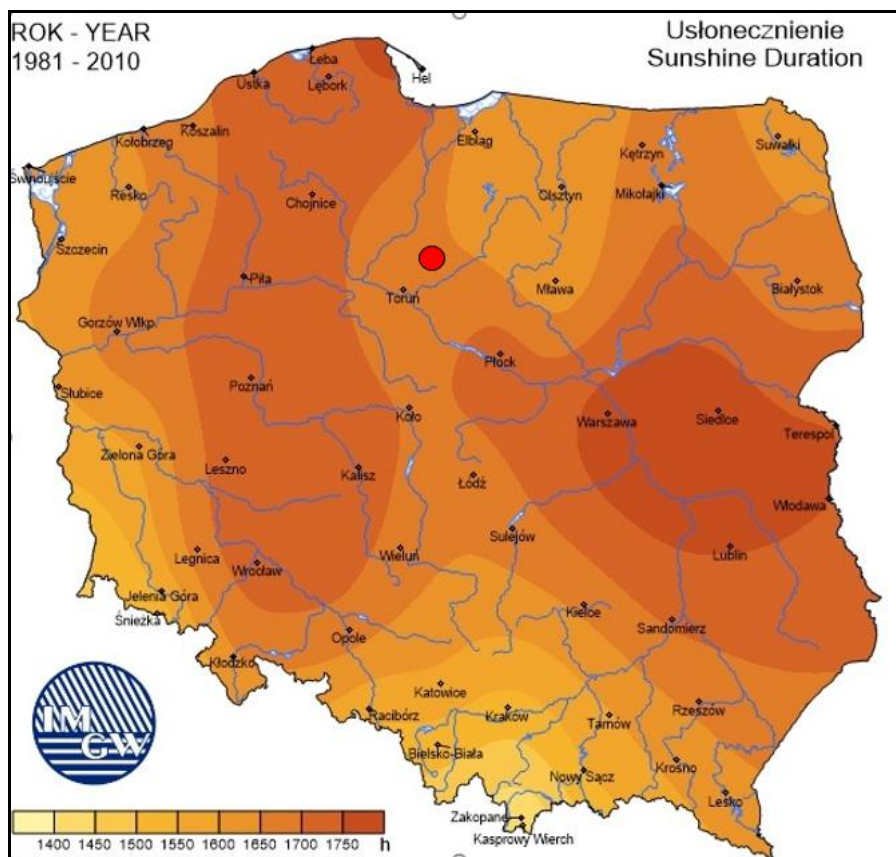 ROK - YEAR
1981 - 2010
Usłonecznienie
Sunshine Duration
Łeba
Hel
Ustka
Lębork
Koszalin
Kołobrzeg
Elbląg
Suwałki
Kętrzyn
Świnoujście
Resko
Chojnice
Olsztyn
Mikołajki
Szczecin
Piła
Toruń
Mława
Białystok
Gorzów Wlkp.
Płock
Słubice
Poznań
Koło
Warszawa
Siedlce
Terespol
Zielona Góra
Leszno
Kalisz
Łódź
Włodawa
Sulejów
Legnica
Wieluń
Lublin
Wrocław
Jelenia Góra
Kielce
Śnieżka
Opole
Sandomierz
Kłodzko
Katowice
Racibórz
Kraków
Tarnów
Rzeszów
IM
GW
Bielsko-Biała
Krosno
Nowy Sącz
Lesko
Zakopane
Kasprowy Wierch
1400 1450 1500 1550 1600 1650 1700 1750 h